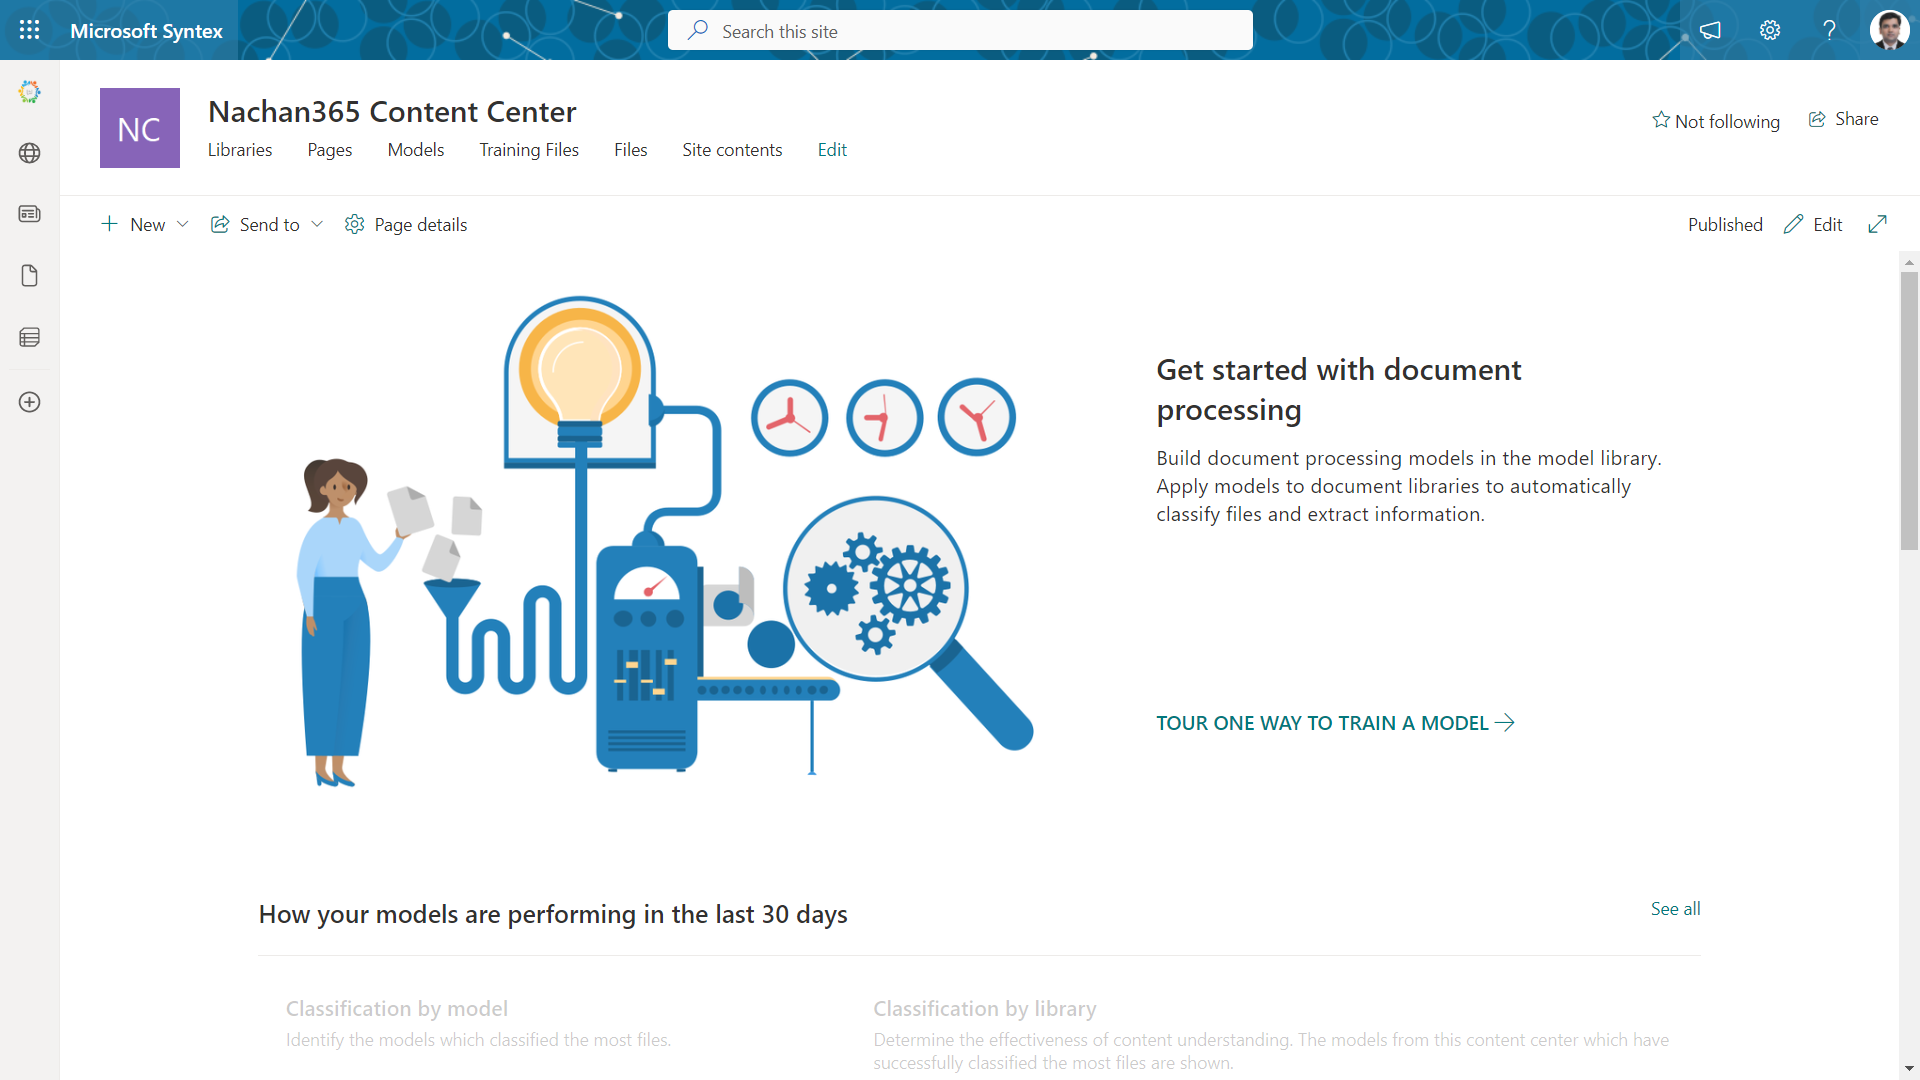 Microsoft Syntex
Search this site
NC
Nachan365 Content Center
Libraries Pages Models Training Files Files Site contents Edit
Not following Share
New Send to Page details
Published Edit
Get started with document
processing
Build document processing models in the model library.
Apply models to document libraries to automatically
classify files and extract information.
TOUR ONE WAY TO TRAIN A MODEL
How your models are performing in the last 30 days
See all
Classification by model
Identify the models which classified the most files.
Classification by library
Determine the effectiveness of content understanding. The models from this content center which have
successfully classified the most files are shown.